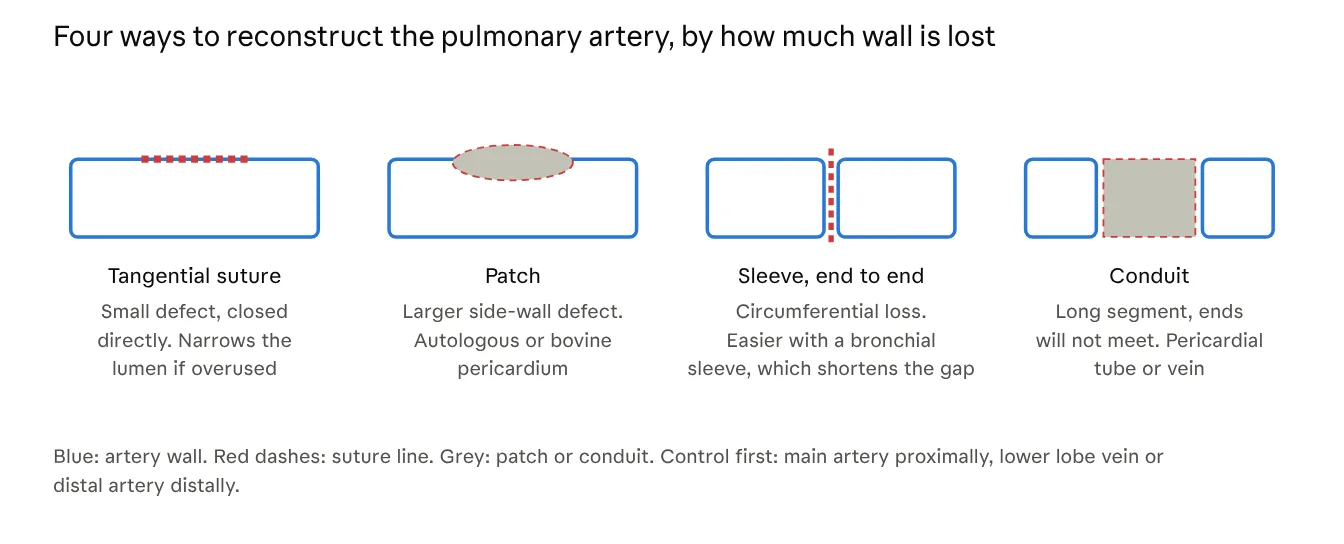 Four ways to reconstruct the pulmonary artery, by how much wall is lost
Tangential suture
Small defect, closed
directly. Narrows the
lumen if overused
Patch
Larger side-wall defect.
Autologous or bovine
pericardium
Sleeve, end to end
Circumferential loss.
Easier with a bronchial
sleeve, which shortens the gap
Conduit
Long segment, ends
will not meet. Pericardial
tube or vein
Blue: artery wall. Red dashes: suture line. Grey: patch or conduit. Control first: main artery proximally, lower lobe vein or
distal artery distally.